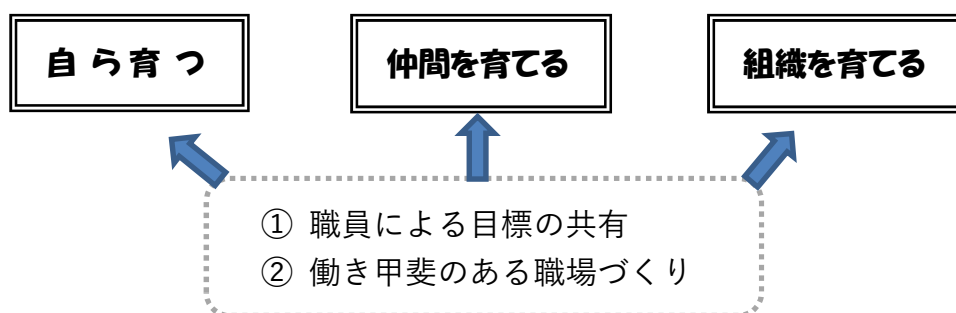 自ら育つ
仲間を育てる
組織を育てる
① 職員による目標の共有
② 働き甲斐のある職場づくり